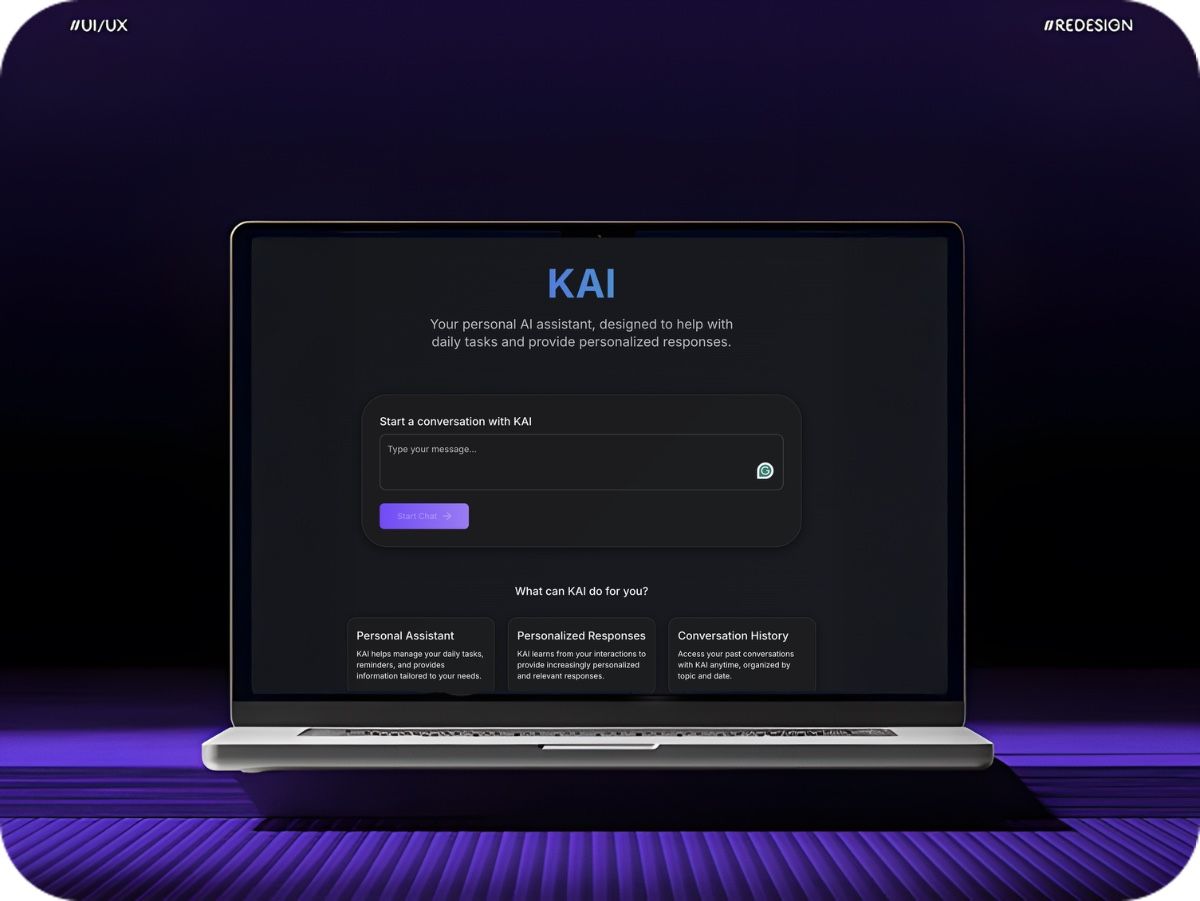 //UI/UX
//REDESIGN
KAI
Your personal AI assistant, designed to help with
daily tasks and provide personalized responses.
Start a conversation with KAI
Type your message...
Start Chat →
What can KAI do for you?
Personal Assistant
KAI helps manage your daily tasks,
reminders, and provides
information tailored to your needs.
Personalized Responses
KAI learns from your interactions to
provide increasingly personalized
and relevant responses.
Conversation History
Access your past conversations
with KAI anytime, organized by
topic and date.